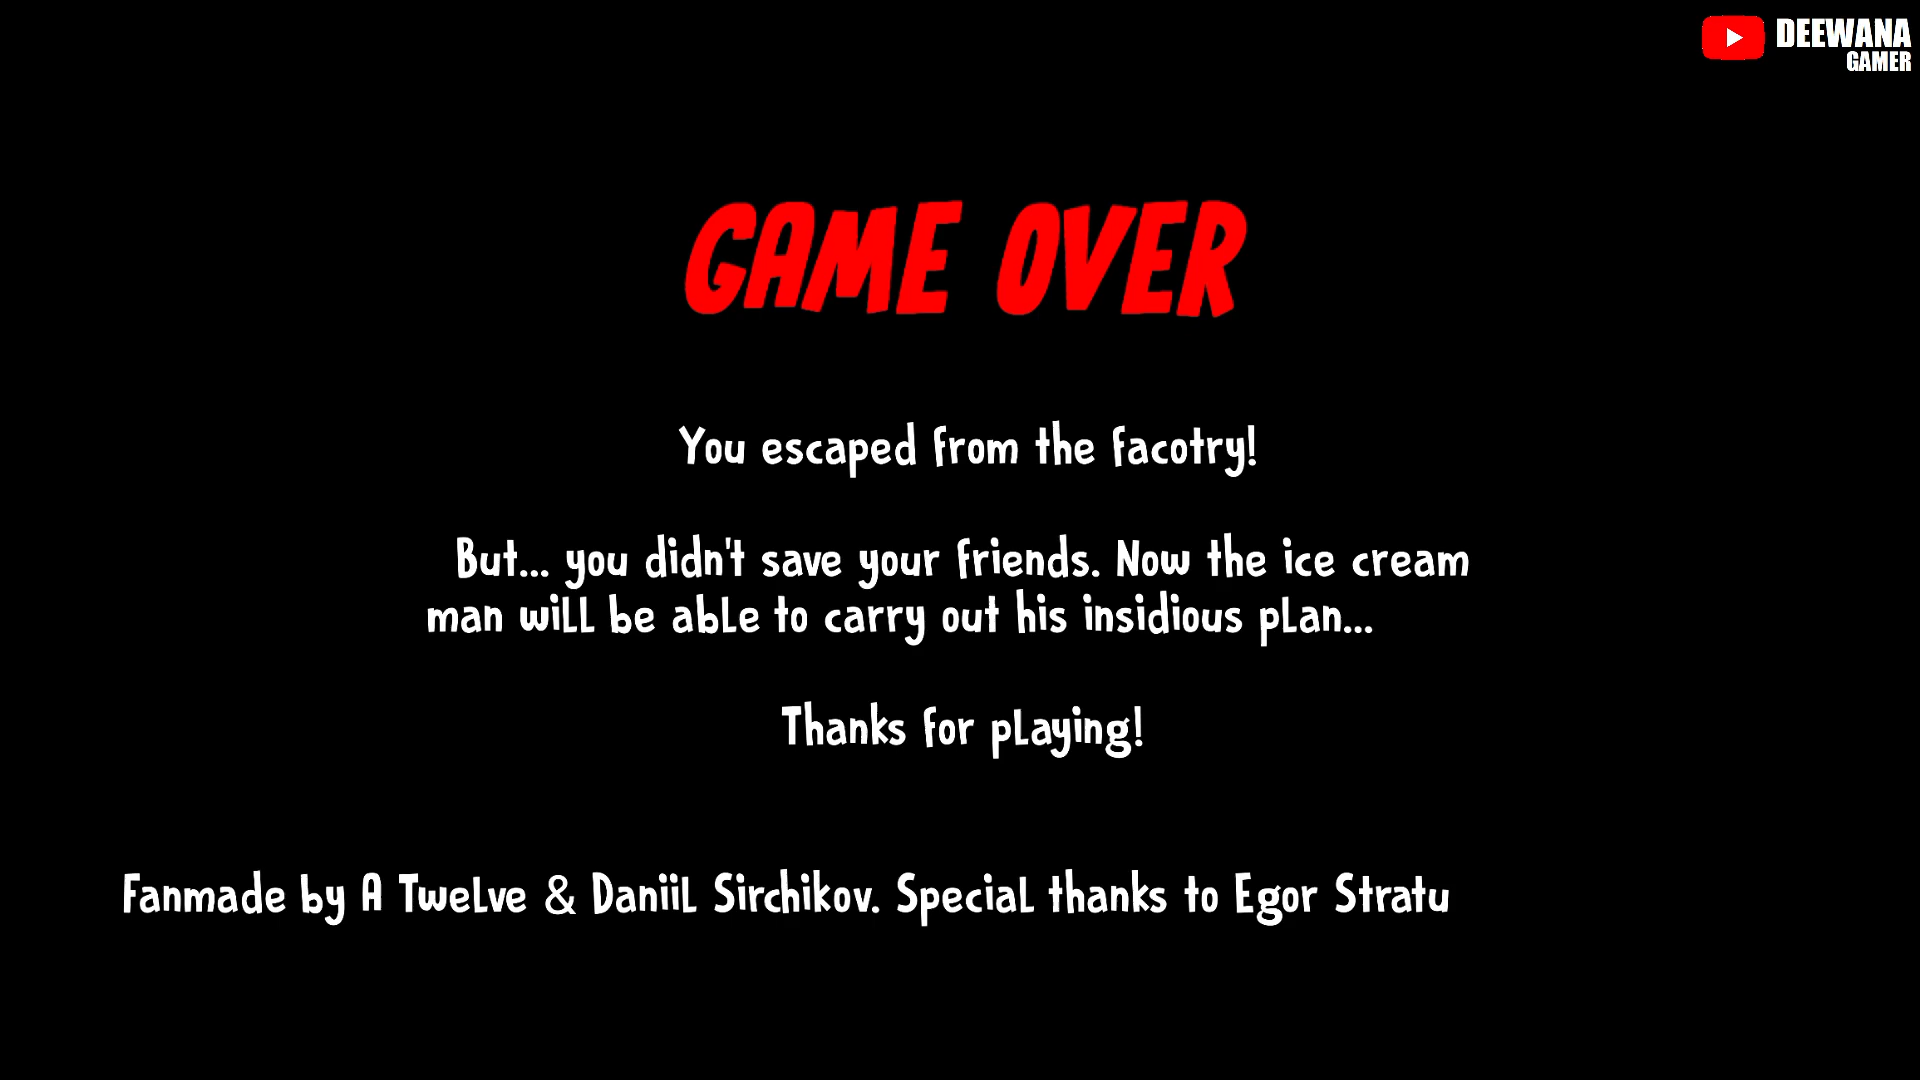 DEEWANA
GAMER
GAME OVER
You escaped from the facotry!
But... you didn't save your friends. Now the ice cream
man will be able to carry out his insidious plan...
Thanks for playing!
Fanmade by A Twelve & Daniil Sirchikov. Special thanks to Egor Stratu